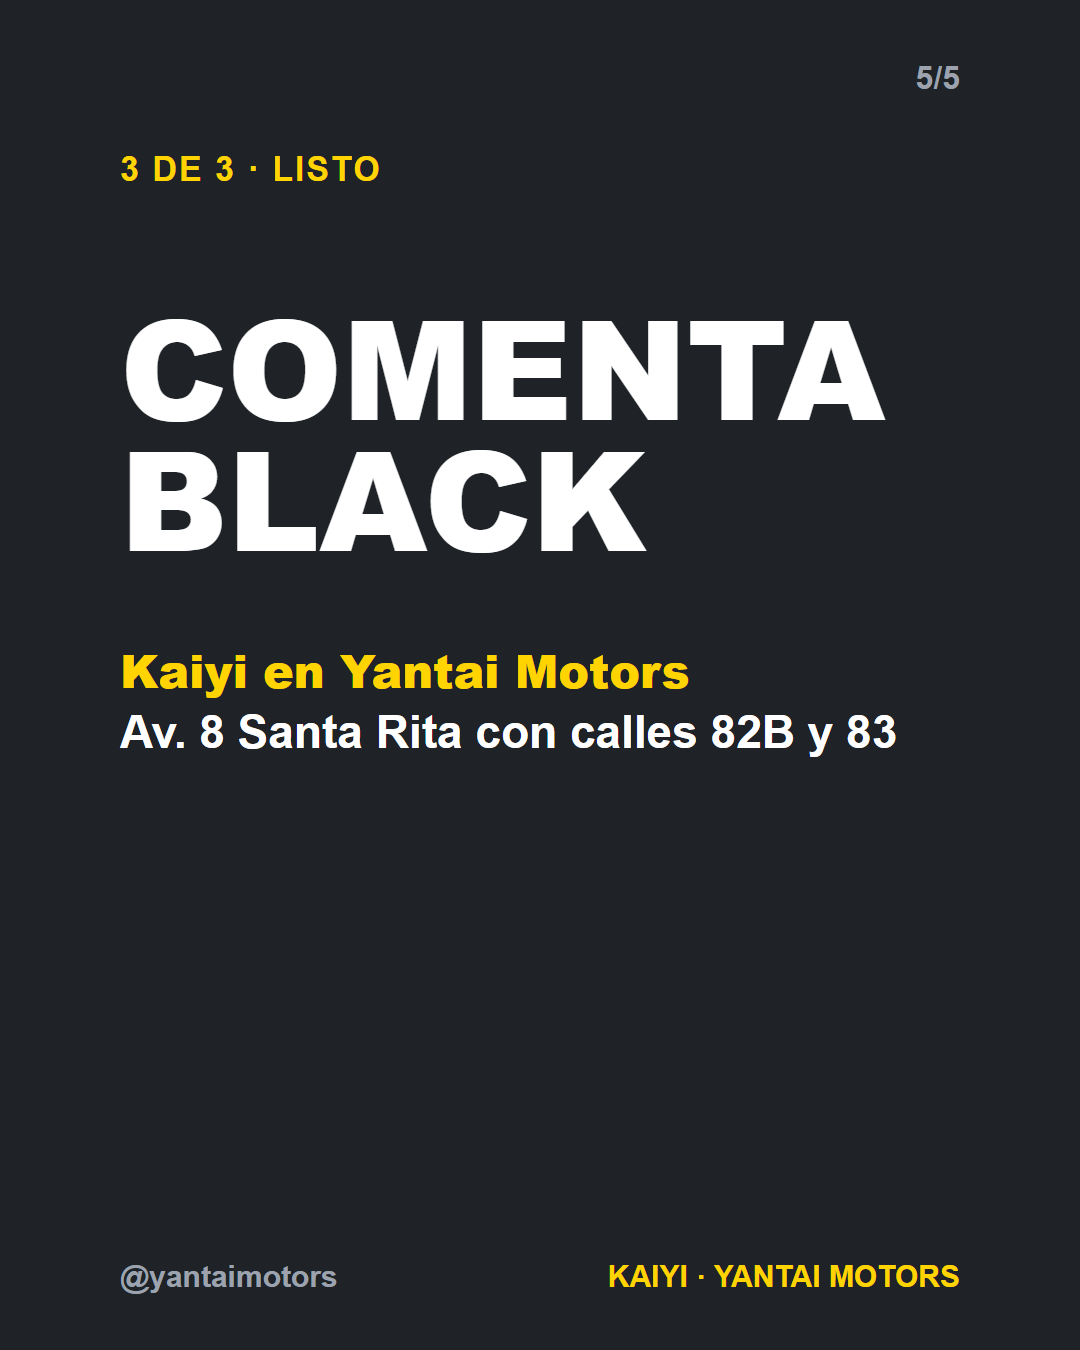 5/5
3 DE 3 · LISTO
COMENTA
BLACK
Kaiyi en Yantai Motors
Av. 8 Santa Rita con calles 82B y 83
@yantaimotors
KAIYI · YANTAI MOTORS